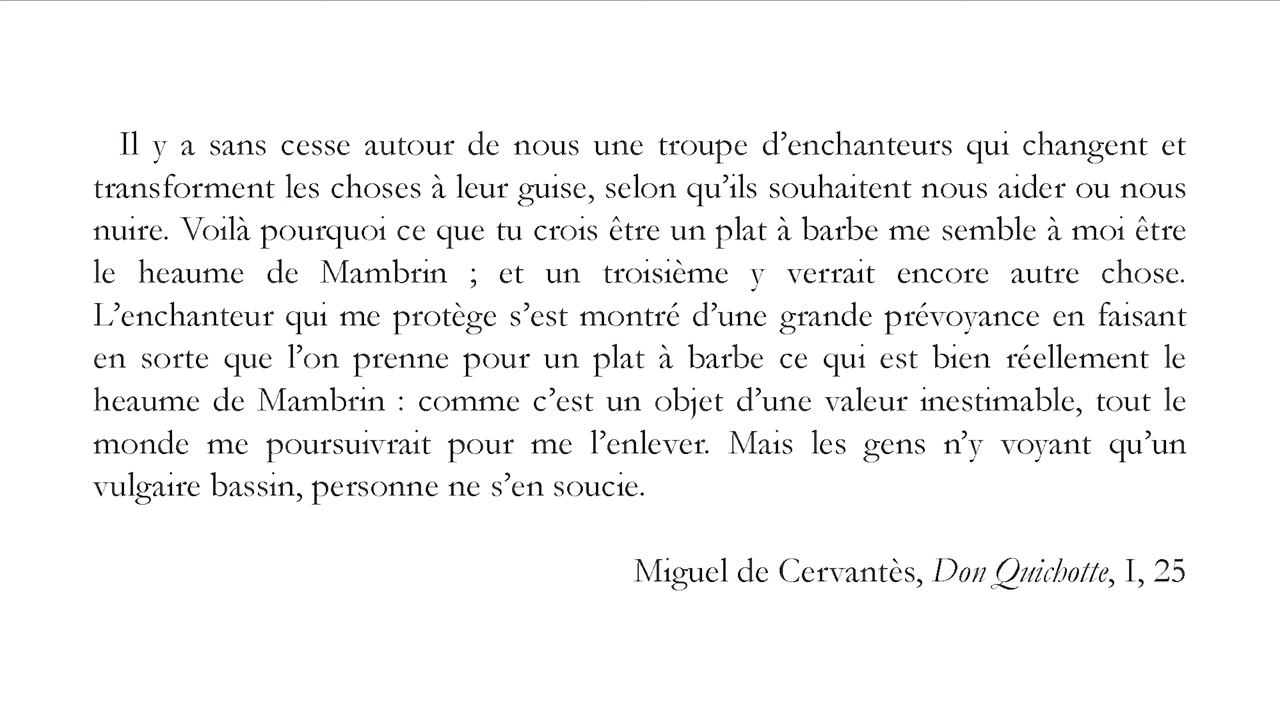 Il y a sans cesse autour de nous une troupe d’enchanteurs qui changent et
transforment les choses à leur guise, selon qu’ils souhaitent nous aider ou nous
nuire. Voilà pourquoi ce que tu crois être un plat à barbe me semble à moi être
le heaume de Mambrin ; et un troisième y verrait encore autre chose.
L’enchanteur qui me protège s’est montré d’une grande prévoyance en faisant
en sorte que l’on prenne pour un plat à barbe ce qui est bien réellement le
heaume de Mambrin : comme c’est un objet d’une valeur inestimable, tout le
monde me poursuivrait pour me l’enlever. Mais les gens n’y voyant qu’un
vulgaire bassin, personne ne s’en soucie.
Miguel de Cervantès, Don Quichotte, I, 25